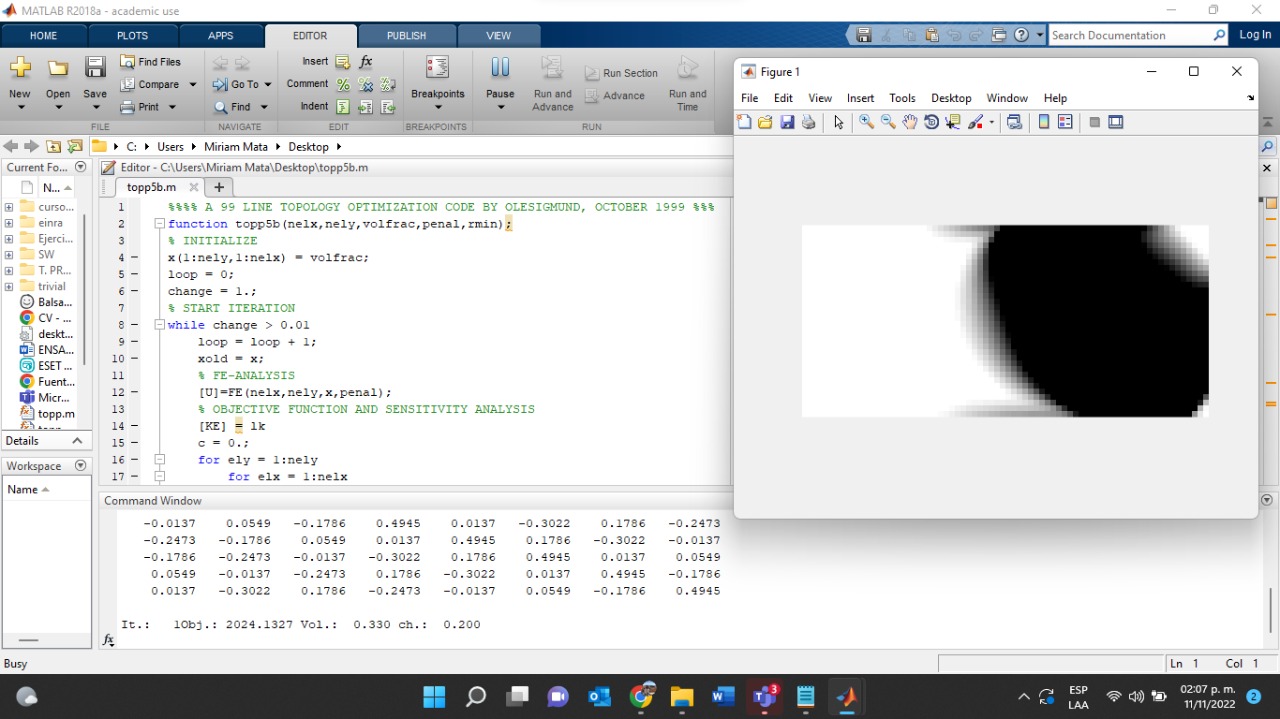 MATLAB R2018a - academic use
HOME PLOTS APPS EDITOR PUBLISH VIEW
Search Documentation
Log In
New Open Save
Find Files
Compare
Print
FILE
Go To
Find
NAVIGATE
Insert fx
Comment
Indent
EDIT
Breakpoints
BREAKPOINTS
Pause
Run and Advance
Run Section
Advance
Run and Time
RUN
C: Users Miriam Mata Desktop
Current Fo...
N...
curso...
einra
Ejerci...
SW
T. PR...
trivial
Balsa...
CV - ...
deskt...
ENSA...
ESET ...
Fuent...
Micr...
topp.m
Details
Workspace
Name
Editor - C:\Users\Miriam Mata\Desktop\topp5b.m
topp5b.m
1 %%%% A 99 LINE TOPOLOGY OPTIMIZATION CODE BY OLESIGMUND, OCTOBER 1999 %%%
2 function topp5b(nelx,nely,volfrac,penal,rmin);
3 % INITIALIZE
4 x(1:nely,1:nelx) = volfrac;
5 loop = 0;
6 change = 1.;
7 % START ITERATION
8 while change > 0.01
9 loop = loop + 1;
10 xold = x;
11 % FE-ANALYSIS
12 [U]=FE(nelx,nely,x,penal);
13 % OBJECTIVE FUNCTION AND SENSITIVITY ANALYSIS
14 [KE] = lk
15 c = 0.;
16 for ely = 1:nely
17 for elx = 1:nelx
Command Window
-0.0137 0.0549 -0.1786 0.4945 0.0137 -0.3022 0.1786 -0.2473
-0.2473 -0.1786 0.0549 0.0137 0.4945 0.1786 -0.3022 -0.0137
-0.1786 -0.2473 -0.0137 -0.3022 0.1786 0.4945 0.0137 0.0549
0.0549 -0.0137 -0.2473 0.1786 -0.3022 0.0137 0.4945 -0.1786
0.0137 -0.3022 0.1786 -0.2473 -0.0137 0.0549 -0.1786 0.4945
It.: 1Obj.: 2024.1327 Vol.: 0.330 ch.: 0.200
fx
Figure 1
File Edit View Insert Tools Desktop Window Help
Busy
Ln 1 Col 1
3
ESP
LAA
02:07 p. m.
11/11/2022
2